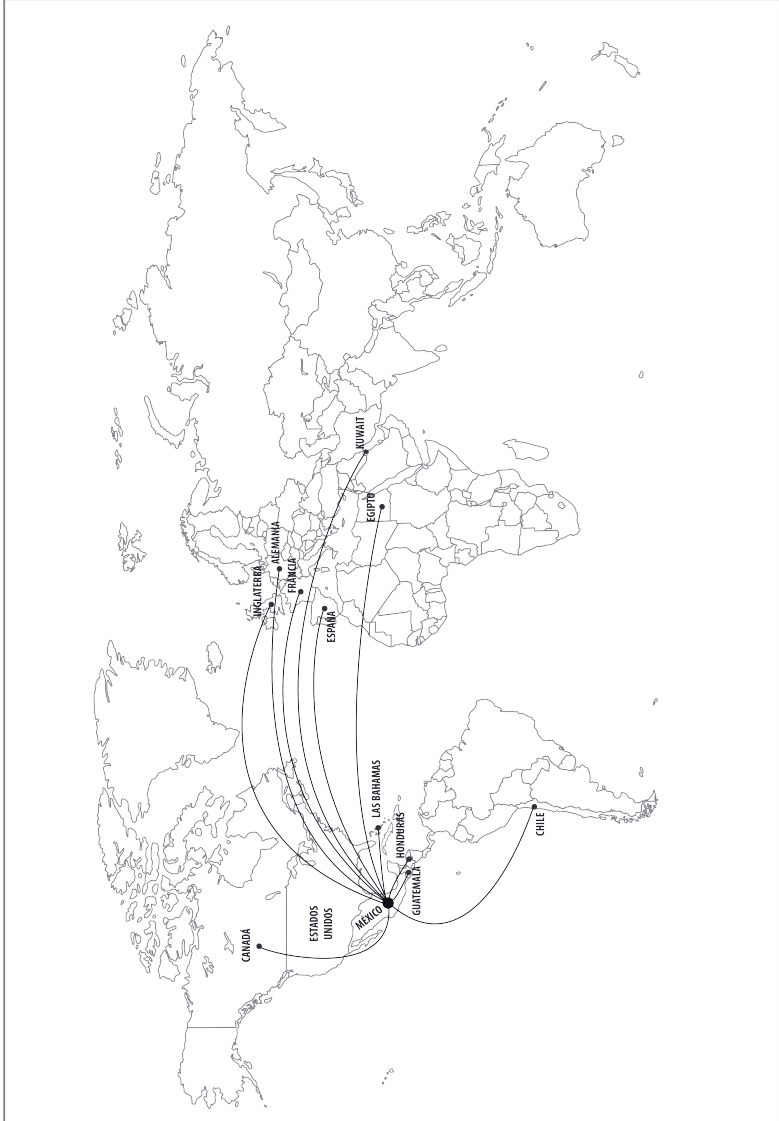 CANADÁ
ESTADOS
UNIDOS
MÉXICO
GUATEMALA
HONDURAS
LAS BAHAMAS
CHILE
INGLATERRA
ALEMANIA
FRANCIA
ESPAÑA
EGIPTO
KUWAIT